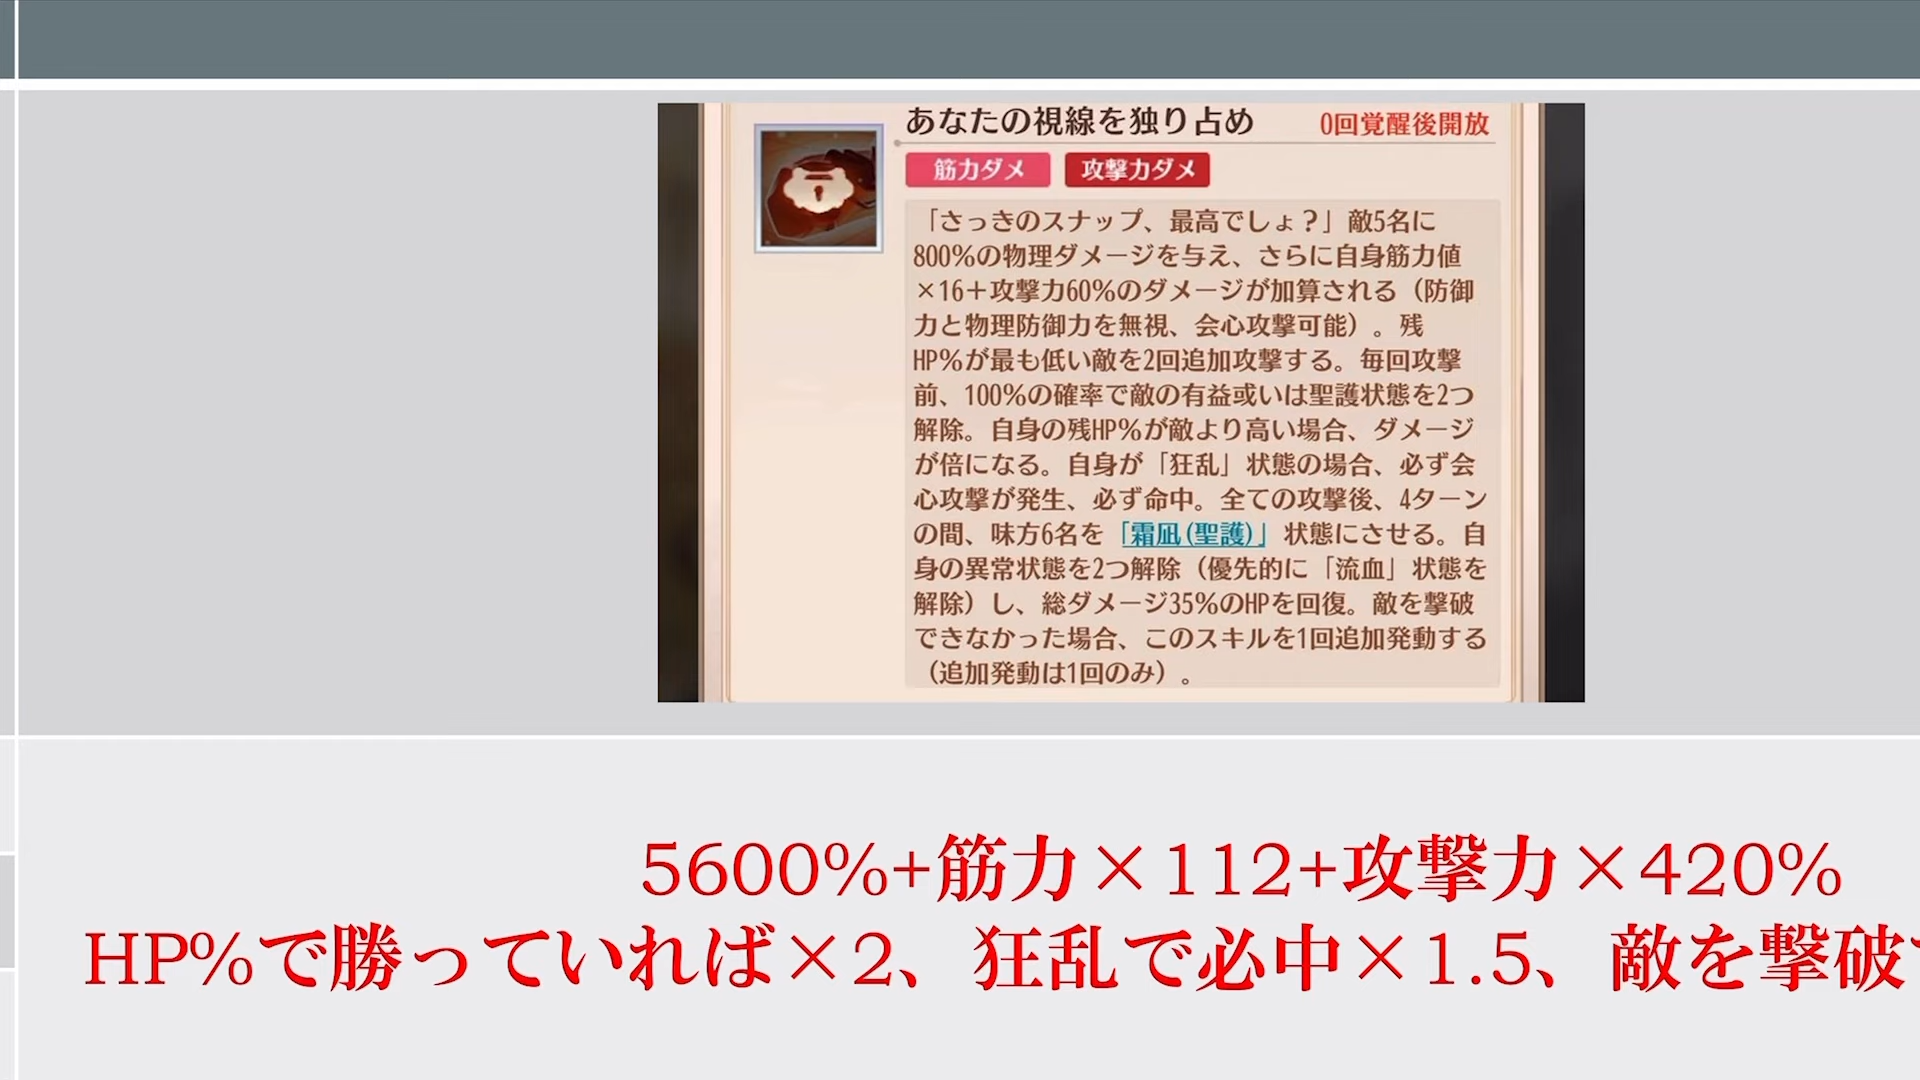 あなたの視線を独り占め
0回覚醒後開放
筋力ダメ 攻撃力ダメ
「さっきのスナップ、最高でしょ？」敵5名に
800%の物理ダメージを与え、さらに自身筋力値
×16＋攻撃力60%のダメージが加算される（防御
力と物理防御力を無視、会心攻撃可能）。残
HP%が最も低い敵を2回追加攻撃する。毎回攻撃
前、100%の確率で敵の有益或いは聖護状態を2つ
解除。自身の残HP%が敵より高い場合、ダメージ
が倍になる。自身が「狂乱」状態の場合、必ず会
心攻撃が発生、必ず命中。全ての攻撃後、4ターン
の間、味方6名を「霜凪(聖護)」状態にさせる。自
身の異常状態を2つ解除（優先的に「流血」状態を
解除）し、総ダメージ35%のHPを回復。敵を撃破
できなかった場合、このスキルを1回追加発動する
（追加発動は1回のみ）。
5600%+筋力×112+攻撃力×420%
HP%で勝っていれば×2、狂乱で必中×1.5、敵を撃破